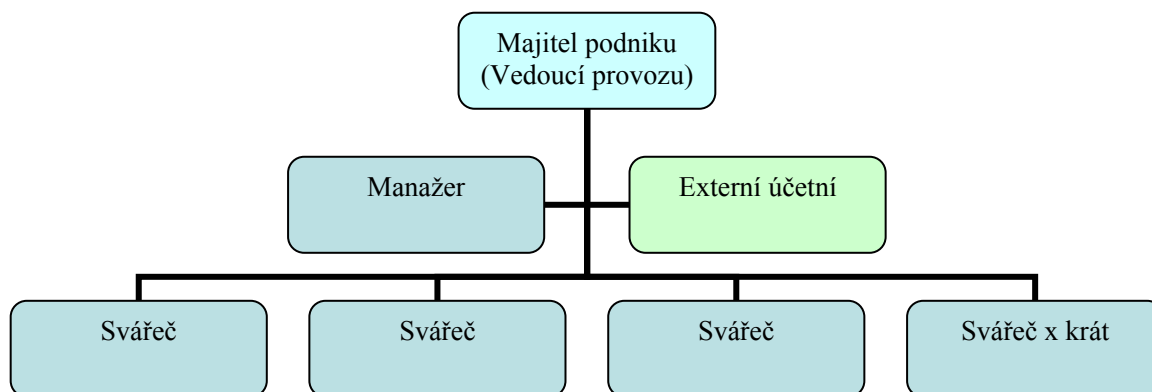 Majitel podniku
(Vedoucí provozu)
Manažer
Externí účetní
Svářeč
Svářeč
Svářeč
Svářeč x krát